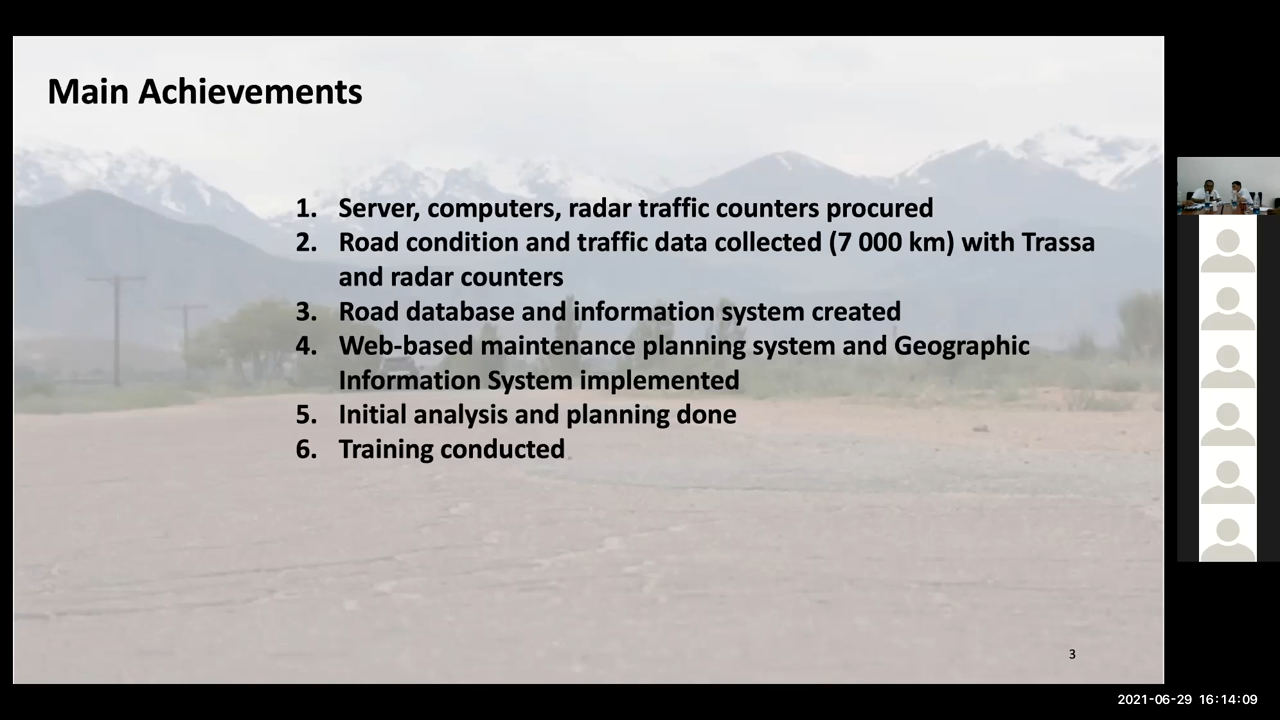 Main Achievements
1. Server, computers, radar traffic counters procured
2. Road condition and traffic data collected (7 000 km) with Trassa
and radar counters
3. Road database and information system created
4. Web-based maintenance planning system and Geographic
Information System implemented
5. Initial analysis and planning done
6. Training conducted
3
2021-06-29 16:14:09